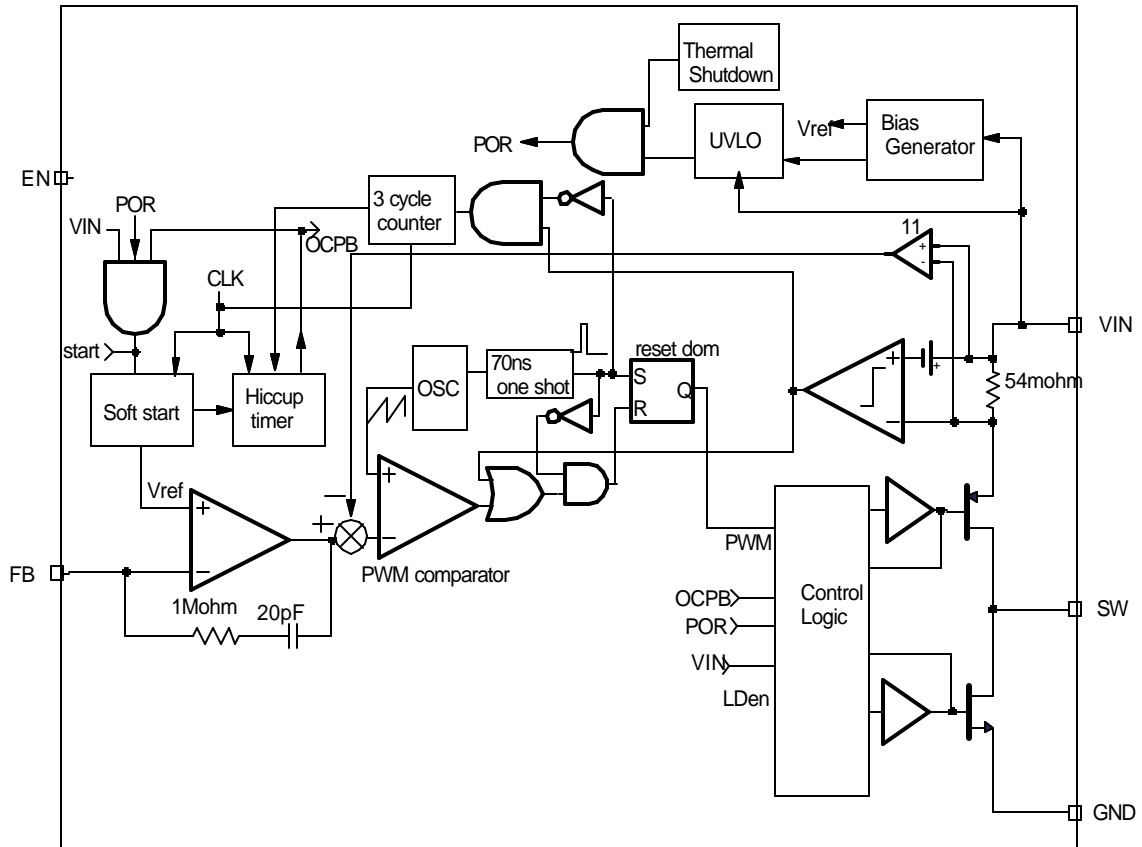 Thermal
Shutdown
POR
UVLO
Vref
Bias
Generator
EN
POR
VIN
OCPB
3 cycle
counter
11
+
-
CLK
VIN
start
reset dom
70ns
one shot
OSC
S
Q
R
+
+
−
54mohm
Soft start
Hiccup
timer
Vref
+
−
−
+
+
−
PWM comparator
PWM
FB
1Mohm
20pF
OCPB
POR
VIN
LDen
Control
Logic
SW
GND